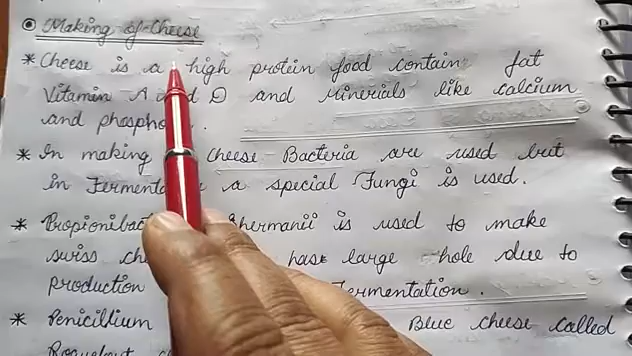 Making of Cheese
* Cheese is a high protein food contain fat
Vitamin A and D and Minerials like calcium
and phospho
* In making Cheese Bacteria are used but
in Fermenta a special Fungi is used.
* Propionibact shermanii is used to make
swiss ch has large hole due to
production Fermentation.
* Penicillium Blue cheese called
Roquefort